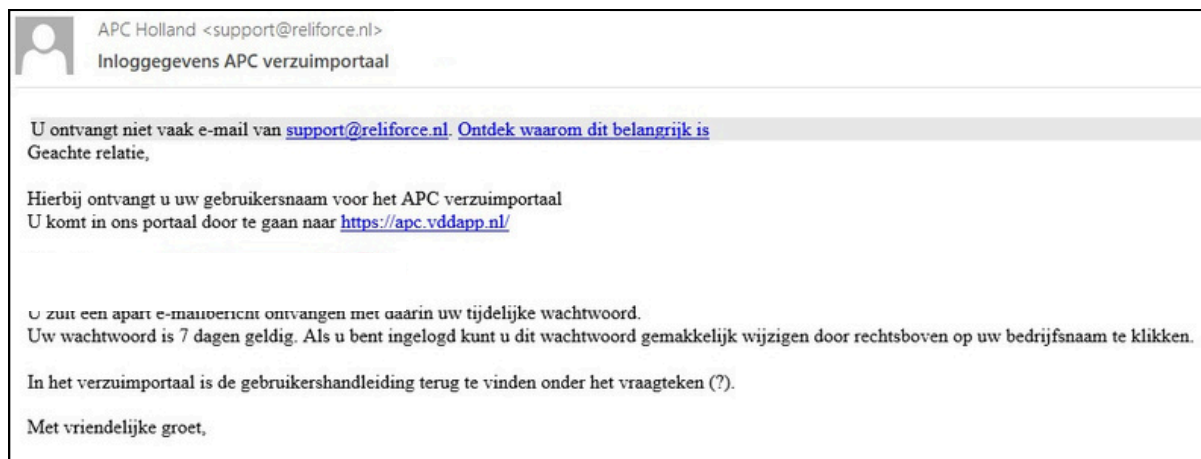 APC Holland <support@reliforce.nl>
Inloggegevens APC verzuimportaal
U ontvangt niet vaak e-mail van support@reliforce.nl. Ontdek waarom dit belangrijk is
Geachte relatie,
Hierbij ontvangt u uw gebruikersnaam voor het APC verzuimportaal
U komt in ons portaal door te gaan naar https://apc.vddapp.nl/
U zult een apart e-mailbericht ontvangen met daarin uw tijdelijke wachtwoord.
Uw wachtwoord is 7 dagen geldig. Als u bent ingelogd kunt u dit wachtwoord gemakkelijk wijzigen door rechtsboven op uw bedrijfsnaam te klikken.
In het verzuimportaal is de gebruikershandleiding terug te vinden onder het vraagteken (?).
Met vriendelijke groet,